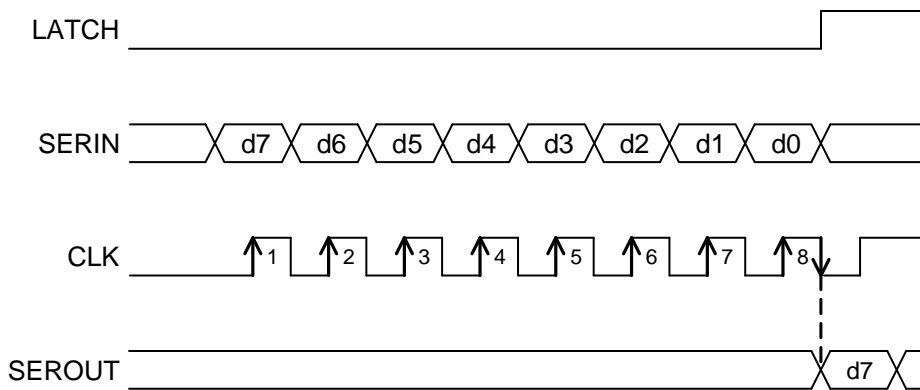 LATCH
SERIN d7 d6 d5 d4 d3 d2 d1 d0
CLK 1 2 3 4 5 6 7 8
SEROUT d7